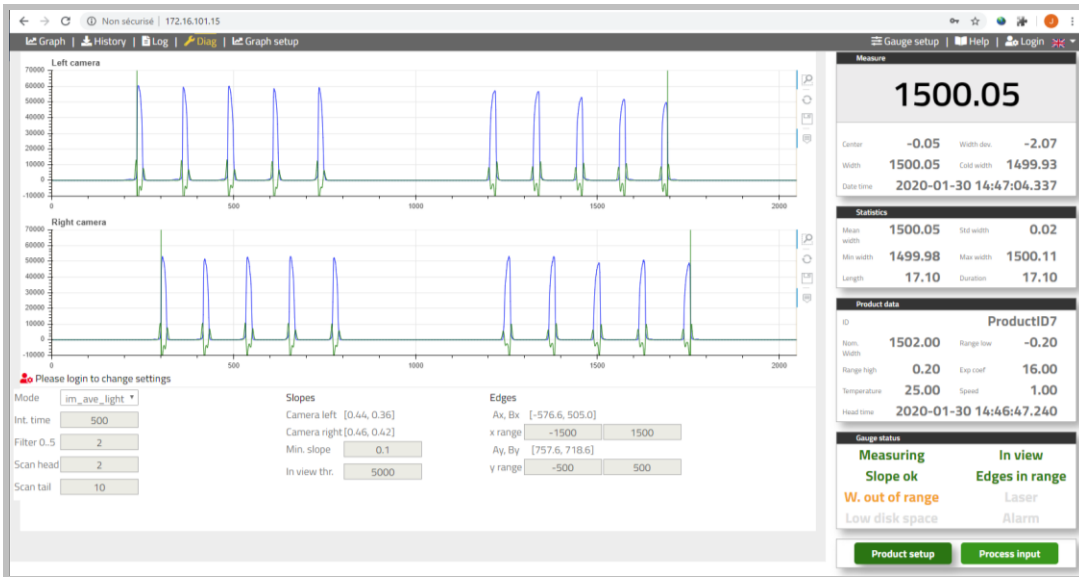 Non sécurisé | 172.16.101.15
Graph | History | Log | Diag | Graph setup
Gauge setup | Help | Login
Left camera
70000
60000
50000
40000
30000
20000
10000
0
-10000
0 500 1000 1500 2000
Right camera
70000
60000
50000
40000
30000
20000
10000
0
-10000
0 500 1000 1500 2000
Please login to change settings
Mode im_ave_light
Int. time 500
Filter 0..5 2
Scan head 2
Scan tail 10
Slopes
Camera left [0.44, 0.36]
Camera right [0.46, 0.42]
Min. slope 0.1
In view thr. 5000
Edges
Ax, Bx [-576.6, 505.0]
x range -1500 1500
Ay, By [757.6, 718.6]
y range -500 500
J
Measure
1500.05
Center -0.05 Width dev. -2.07
Width 1500.05 Cold width 1499.93
Date time 2020-01-30 14:47:04.337
Statistics
Mean width 1500.05 Std width 0.02
Min width 1499.98 Max width 1500.11
Length 17.10 Duration 17.10
Product data
ID ProductID7
Nom. Width 1502.00 Range low -0.20
Range high 0.20 Exp coef 16.00
Temperature 25.00 Speed 1.00
Head time 2020-01-30 14:46:47.240
Gauge status
Measuring In view
Slope ok Edges in range
W. out of range Laser
Low disk space Alarm
Product setup Process input